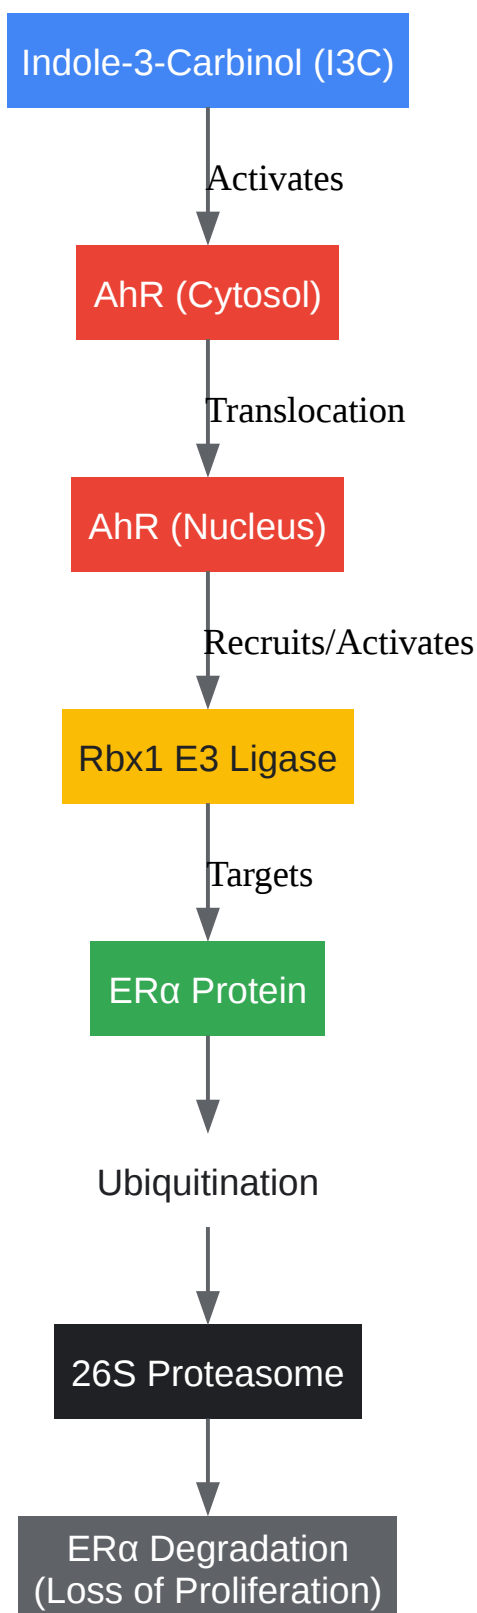 Indole-3-Carbinol (I3C)
Activates
AhR (Cytosol)
Translocation
AhR (Nucleus)
Recruits/Activates
Rbx1 E3 Ligase
Targets
ERα Protein
Ubiquitination
26S Proteasome
ERα Degradation
(Loss of Proliferation)